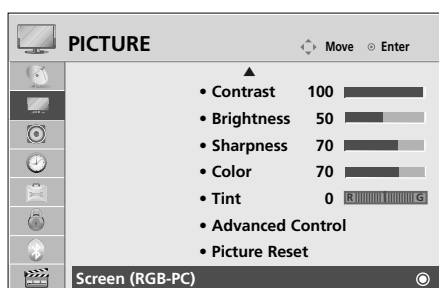 PICTURE Move Enter
• Contrast 100
• Brightness 50
• Sharpness 70
• Color 70
• Tint 0 R G
• Advanced Control
• Picture Reset
Screen (RGB-PC)